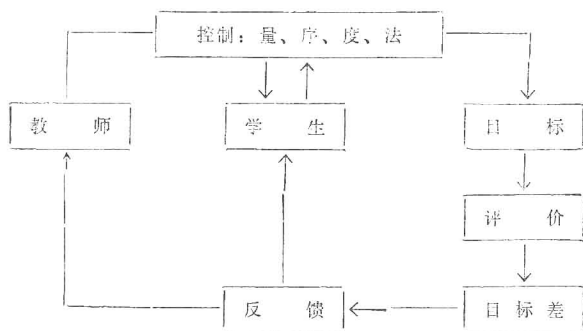 控制：量、序、度、法
教 师
学 生
目 标
评 价
反 馈
目标差